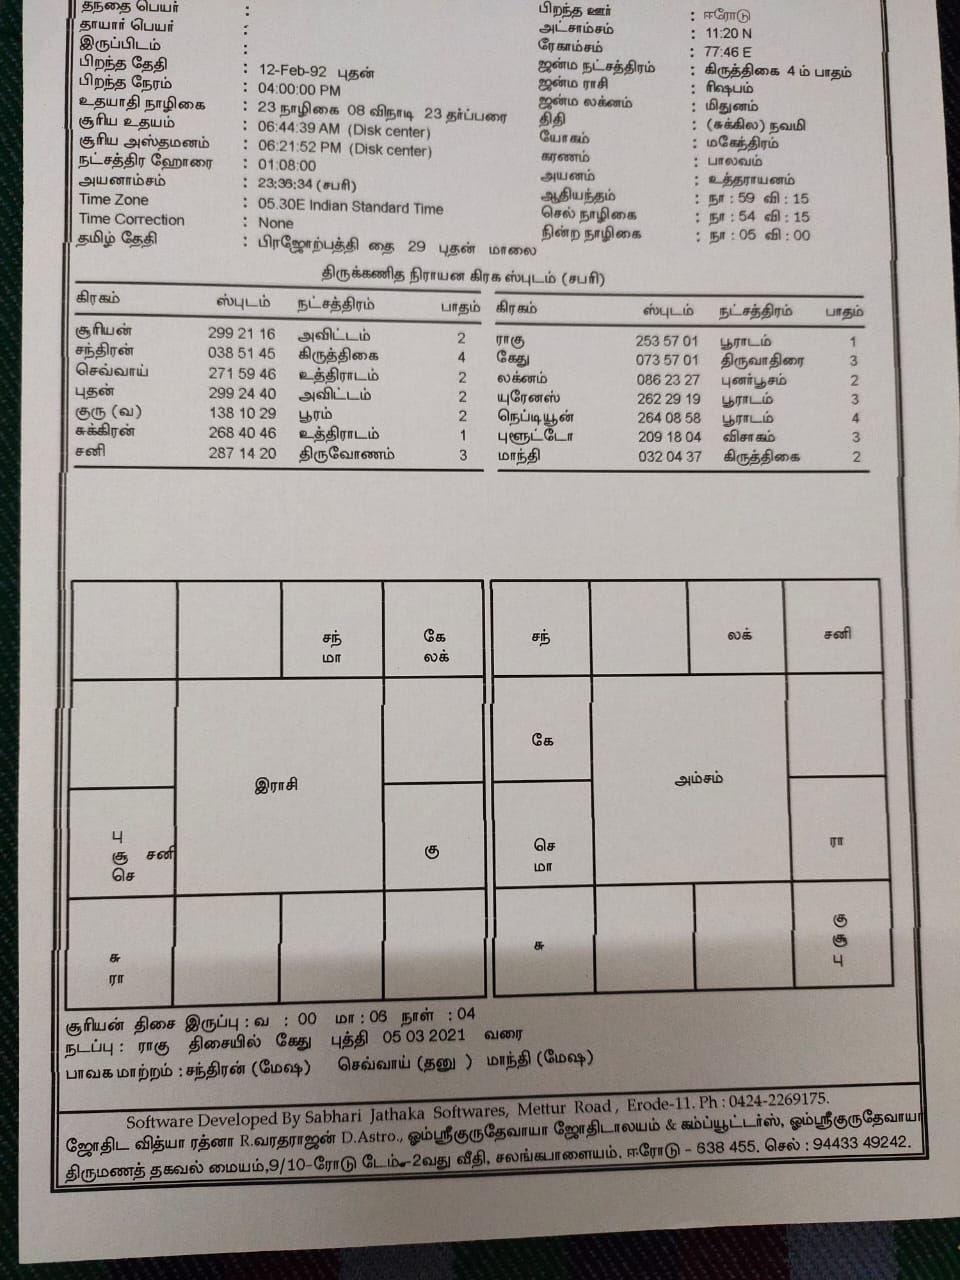 தந்தை பெயர் :
தாயார் பெயர் :
இருப்பிடம் :
பிறந்த தேதி : 12-Feb-92 புதன்
பிறந்த நேரம் : 04:00:00 PM
உதயாதி நாழிகை : 23 நாழிகை 08 விநாடி 23 தர்ப்பரை
சூரிய உதயம் : 06:44:39 AM (Disk center)
சூரிய அஸ்தமனம் : 06:21:52 PM (Disk center)
நட்சத்திர ஹோரை : 01:08:00
அயனாம்சம் : 23:36:34 (சபரி)
Time Zone : 05.30E Indian Standard Time
Time Correction : None
தமிழ் தேதி : பிரஜோற்பத்தி தை 29 புதன் மாலை
பிறந்த ஊர் : ஈரோடு
அட்சாம்சம் : 11:20 N
ரேகாம்சம் : 77:46 E
ஜன்ம நட்சத்திரம் : கிருத்திகை 4 ம் பாதம்
ஜன்ம ராசி : ரிஷபம்
ஜன்ம லக்னம் : மிதுனம்
திதி : (சுக்கில) நவமி
யோகம் : மகேந்திரம்
கரணம் : பாலவம்
அயனம் : உத்தராயனம்
ஆதியந்தம் : நா : 59 வி : 15
செல் நாழிகை : நா : 54 வி : 15
நின்ற நாழிகை : நா : 05 வி : 00
திருக்கணித நிராயன கிரக ஸ்புடம் (சபரி)
கிரகம் ஸ்புடம் நட்சத்திரம் பாதம் கிரகம் ஸ்புடம் நட்சத்திரம் பாதம்
சூரியன் 299 21 16 அவிட்டம் 2 ராகு 253 57 01 பூராடம் 1
சந்திரன் 038 51 45 கிருத்திகை 4 கேது 073 57 01 திருவாதிரை 3
செவ்வாய் 271 59 46 உத்திராடம் 2 லக்னம் 086 23 27 புனர்பூசம் 2
புதன் 299 24 40 அவிட்டம் 2 யுரேனஸ் 262 29 19 பூராடம் 3
குரு (வ) 138 10 29 பூரம் 2 நெப்டியூன் 264 08 58 பூராடம் 4
சுக்கிரன் 268 40 46 உத்திராடம் 1 புளூட்டோ 209 18 04 விசாகம் 3
சனி 287 14 20 திருவோணம் 3 மாந்தி 032 04 37 கிருத்திகை 2
சந் கே
மா லக்
இராசி
பு
சூ சனி
செ
கு
சு
ரா
சந் லக் சனி
கே
அம்சம்
செ
மா
ரா
சு
கு
சூ
பு
சூரியன் திசை இருப்பு : வ : 00 மா : 06 நாள் : 04
நடப்பு : ராகு திசையில் கேது புத்தி 05 03 2021 வரை
பாவக மாற்றம் : சந்திரன் (மேஷ) செவ்வாய் (தனு ) மாந்தி (மேஷ)
Software Developed By Sabhari Jathaka Softwares, Mettur Road , Erode-11. Ph : 0424-2269175.
ஜோதிட வித்யா ரத்னா R.வரதராஜன் D.Astro., ஓம்ஸ்ரீகுருதேவாயா ஜோதிடாலயம் & கம்ப்யூட்டர்ஸ், ஓம்ஸ்ரீகுருதேவாயா
திருமணத் தகவல் மையம்,9/10-ரோடு டேம்-2வது வீதி, சலங்கபாளையம். ஈரோடு - 638 455. செல் : 94433 49242.